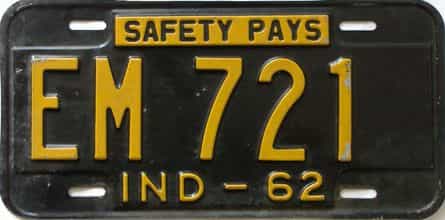 SAFETY PAYS
EM 721
IND - 62